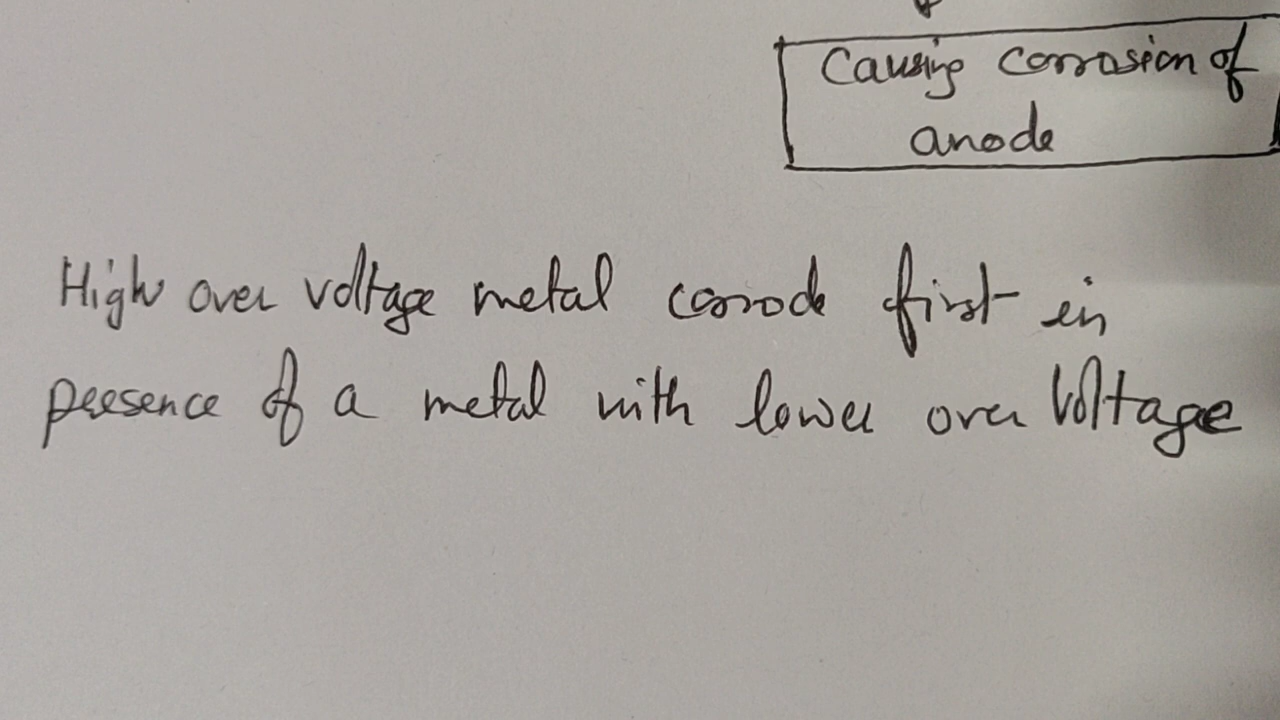 Causing corrosion of
anode
High over voltage metal corrode first in
presence of a metal with lower over voltage